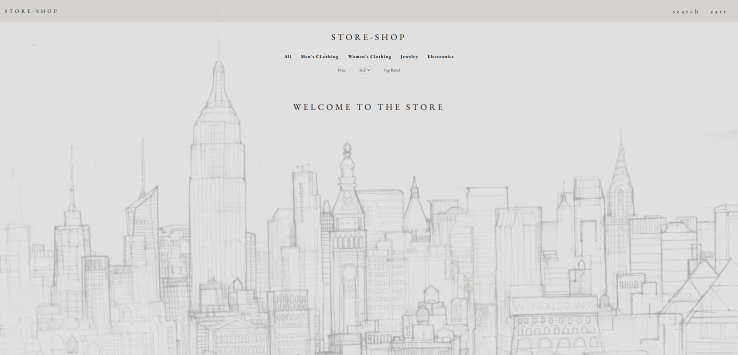 STORE-SHOP search cart
STORE-SHOP
All Men's CLothing Women's Clothing Jewelry Electronics
Price Top Rated
WELCOME TO THE STORE